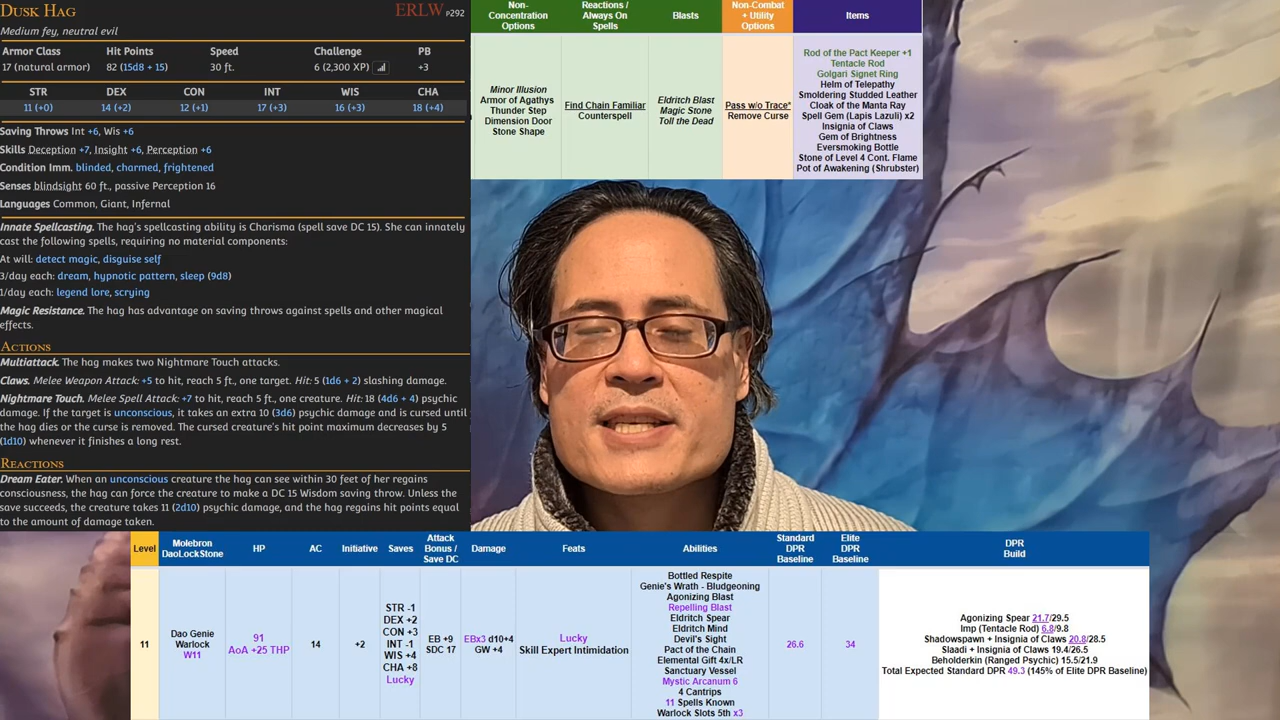 DUSK HAG
ERLW P292
Medium fey, neutral evil
Armor Class Hit Points Speed Challenge PB
17 (natural armor) 82 (15d8 + 15) 30 ft. 6 (2,300 XP) +3
STR DEX CON INT WIS CHA
11 (+0) 14 (+2) 12 (+1) 17 (+3) 16 (+3) 18 (+4)
Saving Throws Int +6, Wis +6
Skills Deception +7, Insight +6, Perception +6
Condition Imm. blinded, charmed, frightened
Senses blindsight 60 ft., passive Perception 16
Languages Common, Giant, Infernal
Innate Spellcasting. The hag's spellcasting ability is Charisma (spell save DC 15). She can innately
cast the following spells, requiring no material components:
At will: detect magic, disguise self
3/day each: dream, hypnotic pattern, sleep (9d8)
1/day each: legend lore, scrying
Magic Resistance. The hag has advantage on saving throws against spells and other magical
effects.
ACTIONS
Multiattack. The hag makes two Nightmare Touch attacks.
Claws. Melee Weapon Attack: +5 to hit, reach 5 ft., one target. Hit: 5 (1d6 + 2) slashing damage.
Nightmare Touch. Melee Spell Attack: +7 to hit, reach 5 ft., one creature. Hit: 18 (4d6 + 4) psychic
damage. If the target is unconscious, it takes an extra 10 (3d6) psychic damage and is cursed until
the hag dies or the curse is removed. The cursed creature's hit point maximum decreases by 5
(1d10) whenever it finishes a long rest.
REACTIONS
Dream Eater. When an unconscious creature the hag can see within 30 feet of her regains
consciousness, the hag can force the creature to make a DC 15 Wisdom saving throw. Unless the
save succeeds, the creature takes 11 (2d10) psychic damage, and the hag regains hit points equal
to the amount of damage taken.
Non-
Concentration
Options
Reactions /
Always On
Spells
Blasts
Non-Combat
+ Utility
Options
Items
Minor Illusion
Armor of Agathys
Thunder Step
Dimension Door
Stone Shape
Find Chain Familiar
Counterspell
Eldritch Blast
Magic Stone
Toll the Dead
Pass w/o Trace*
Remove Curse
Rod of the Pact Keeper +1
Tentacle Rod
Golgari Signet Ring
Helm of Telepathy
Smoldering Studded Leather
Cloak of the Manta Ray
Spell Gem (Lapis Lazuli) x2
Insignia of Claws
Gem of Brightness
Eversmoking Bottle
Stone of Level 4 Cont. Flame
Pot of Awakening (Shrubster)
Level
Molebron
DaoLockStone
HP
AC
Initiative
Saves
Attack
Bonus /
Save DC
Damage
Feats
Abilities
Standard
DPR
Baseline
Elite
DPR
Baseline
DPR
Build
11
Dao Genie
Warlock
W11
91
AoA +25 THP
14
+2
STR -1
DEX +2
CON +3
INT -1
WIS +4
CHA +8
Lucky
EB +9
SDC 17
EBx3 d10+4
GW +4
Lucky
Skill Expert Intimidation
Bottled Respite
Genie's Wrath - Bludgeoning
Agonizing Blast
Repelling Blast
Eldritch Spear
Eldritch Mind
Devil's Sight
Pact of the Chain
Elemental Gift 4x/LR
Sanctuary Vessel
Mystic Arcanum 6
4 Cantrips
11 Spells Known
Warlock Slots 5th x3
26.6
34
Agonizing Spear 21.7/29.5
Imp (Tentacle Rod) 6.8/9.8
Shadowspawn + Insignia of Claws 20.8/28.5
Slaadi + Insignia of Claws 19.4/26.5
Beholderkin (Ranged Psychic) 15.5/21.9
Total Expected Standard DPR 49.3 (145% of Elite DPR Baseline)